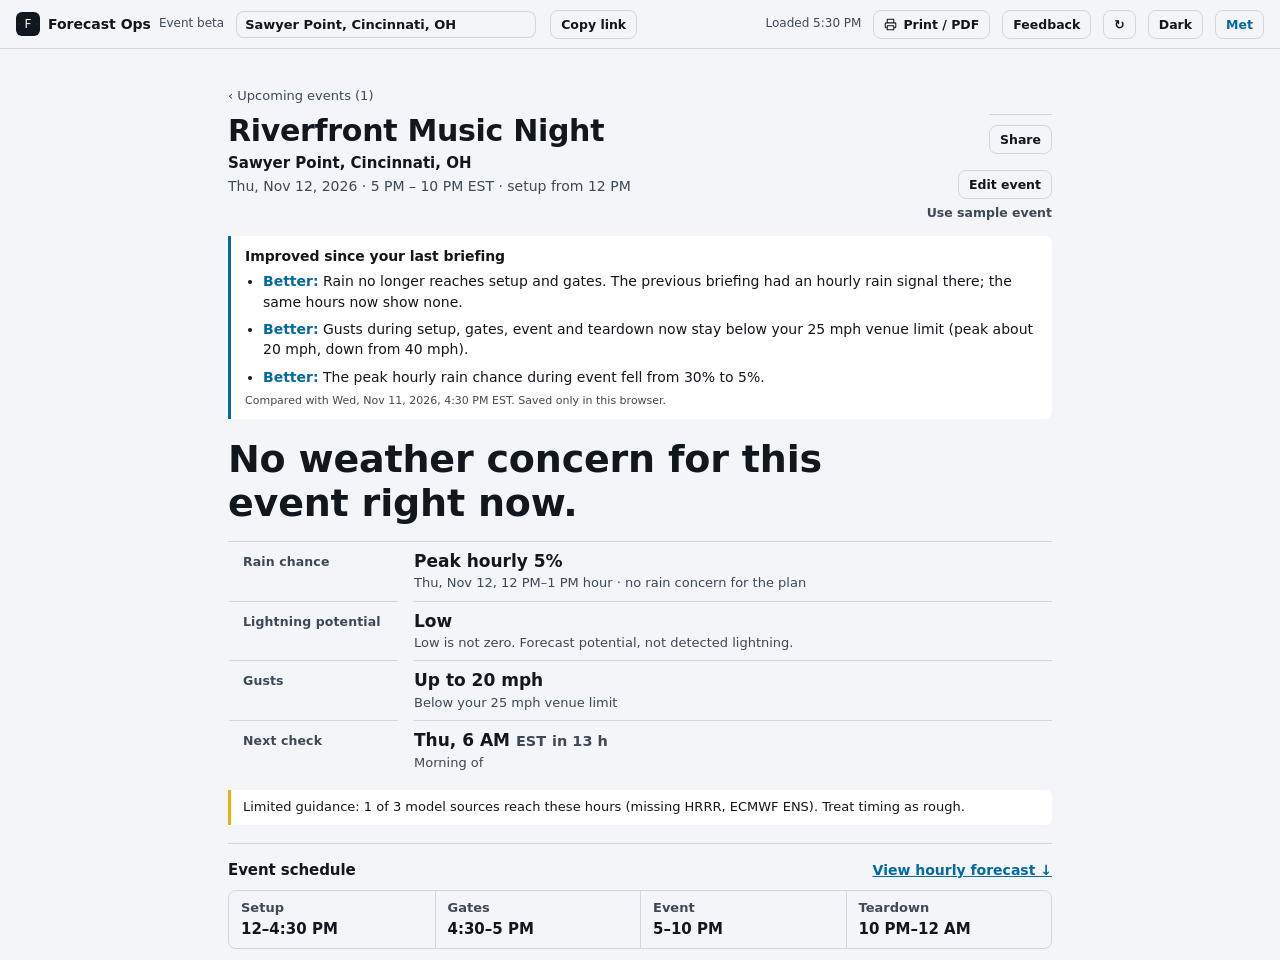 F Forecast Ops Event beta Sawyer Point, Cincinnati, OH Copy link Loaded 5:30 PM Print / PDF Feedback ↻ Dark Met
‹ Upcoming events (1)
Riverfront Music Night
Sawyer Point, Cincinnati, OH
Thu, Nov 12, 2026 · 5 PM – 10 PM EST · setup from 12 PM
Share
Edit event
Use sample event
Improved since your last briefing
• Better: Rain no longer reaches setup and gates. The previous briefing had an hourly rain signal there; the
same hours now show none.
• Better: Gusts during setup, gates, event and teardown now stay below your 25 mph venue limit (peak about
20 mph, down from 40 mph).
• Better: The peak hourly rain chance during event fell from 30% to 5%.
Compared with Wed, Nov 11, 2026, 4:30 PM EST. Saved only in this browser.
No weather concern for this
event right now.
Rain chance
Peak hourly 5%
Thu, Nov 12, 12 PM–1 PM hour · no rain concern for the plan
Lightning potential
Low
Low is not zero. Forecast potential, not detected lightning.
Gusts
Up to 20 mph
Below your 25 mph venue limit
Next check
Thu, 6 AM EST in 13 h
Morning of
Limited guidance: 1 of 3 model sources reach these hours (missing HRRR, ECMWF ENS). Treat timing as rough.
Event schedule
View hourly forecast ↓
Setup
12–4:30 PM
Gates
4:30–5 PM
Event
5–10 PM
Teardown
10 PM–12 AM